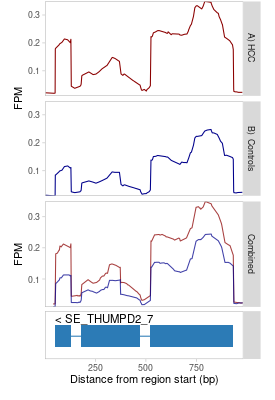 0.3
0.2
0.1
A) HCC
FPM
0.3
0.2
0.1
B): Controls
0.3
0.2
0.1
Combined
FPM
< SE_THUMPD2_7
250 500 750
Distance from region start (bp)